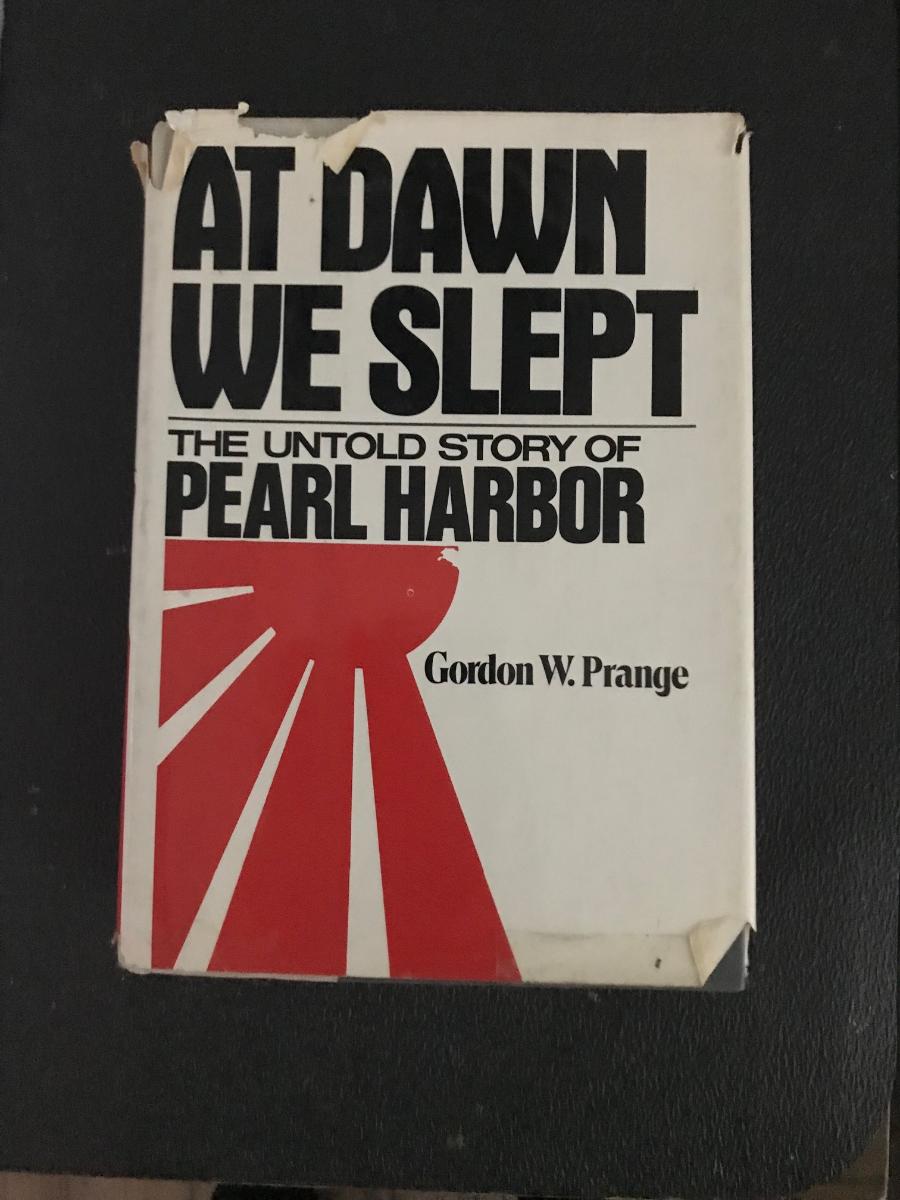 AT DAWN
WE SLEPT
THE UNTOLD STORY OF
PEARL HARBOR
Gordon W. Prange